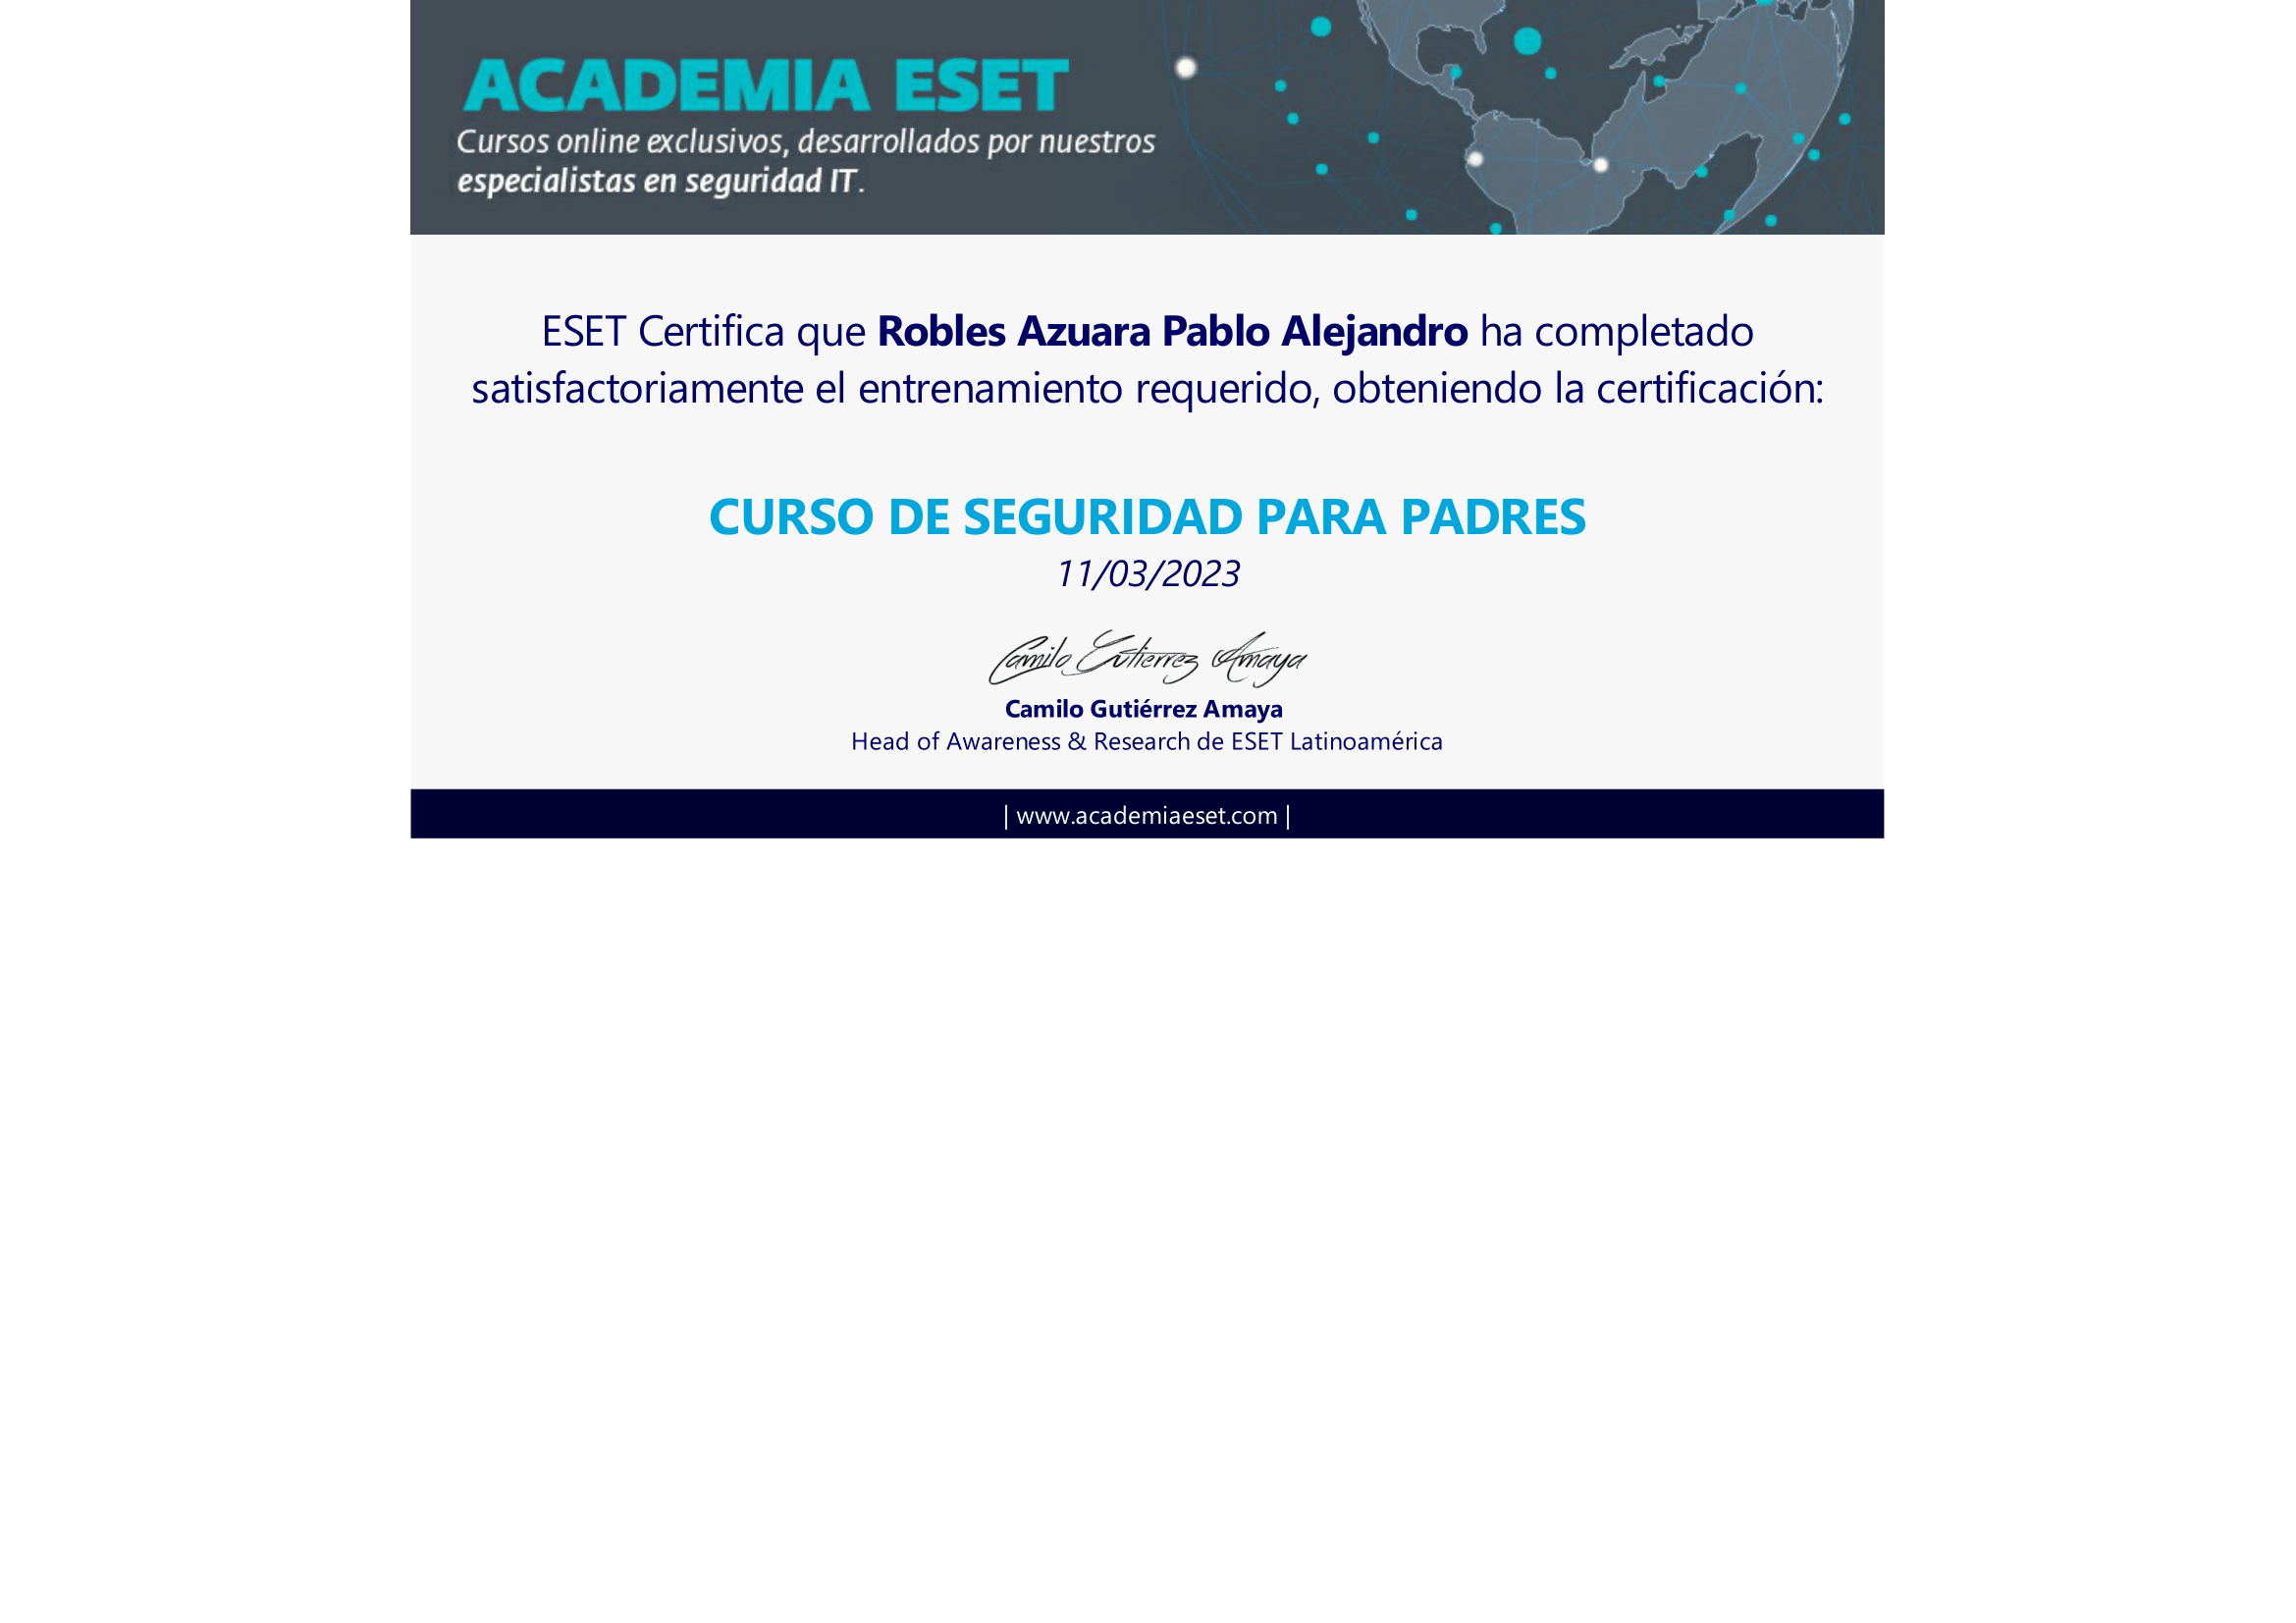 ACADEMIA ESET
Cursos online exclusivos, desarrollados por nuestros
especialistas en seguridad IT.
ESET Certifica que Robles Azuara Pablo Alejandro ha completado
satisfactoriamente el entrenamiento requerido, obteniendo la certificación:
CURSO DE SEGURIDAD PARA PADRES
11/03/2023
Camilo Gutierrez Amaya
Camilo Gutiérrez Amaya
Head of Awareness & Research de ESET Latinoamérica
| www.academiaeset.com |